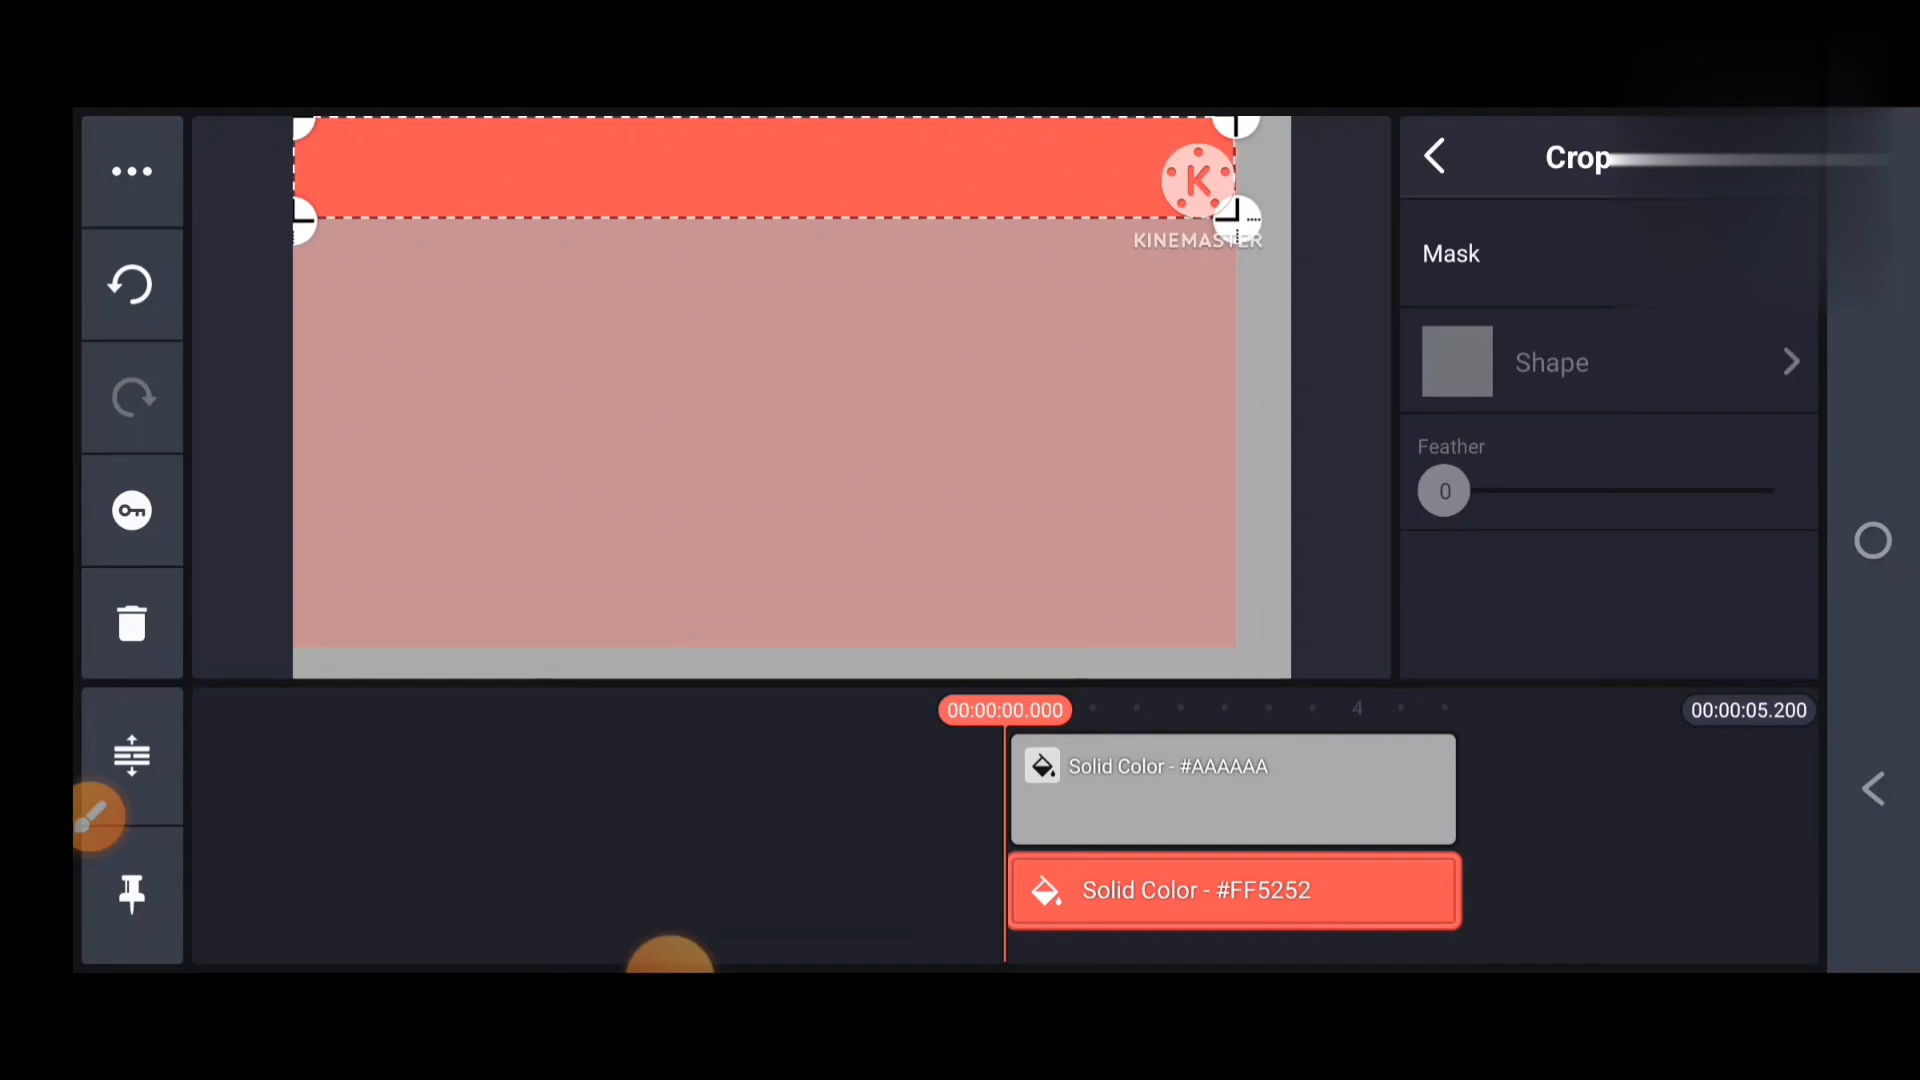 Crop
K
KINEMASTER
Mask
Shape
Feather
0
00:00:00.000
4
00:00:05.200
Solid Color - #AAAAAA
Solid Color - #FF5252